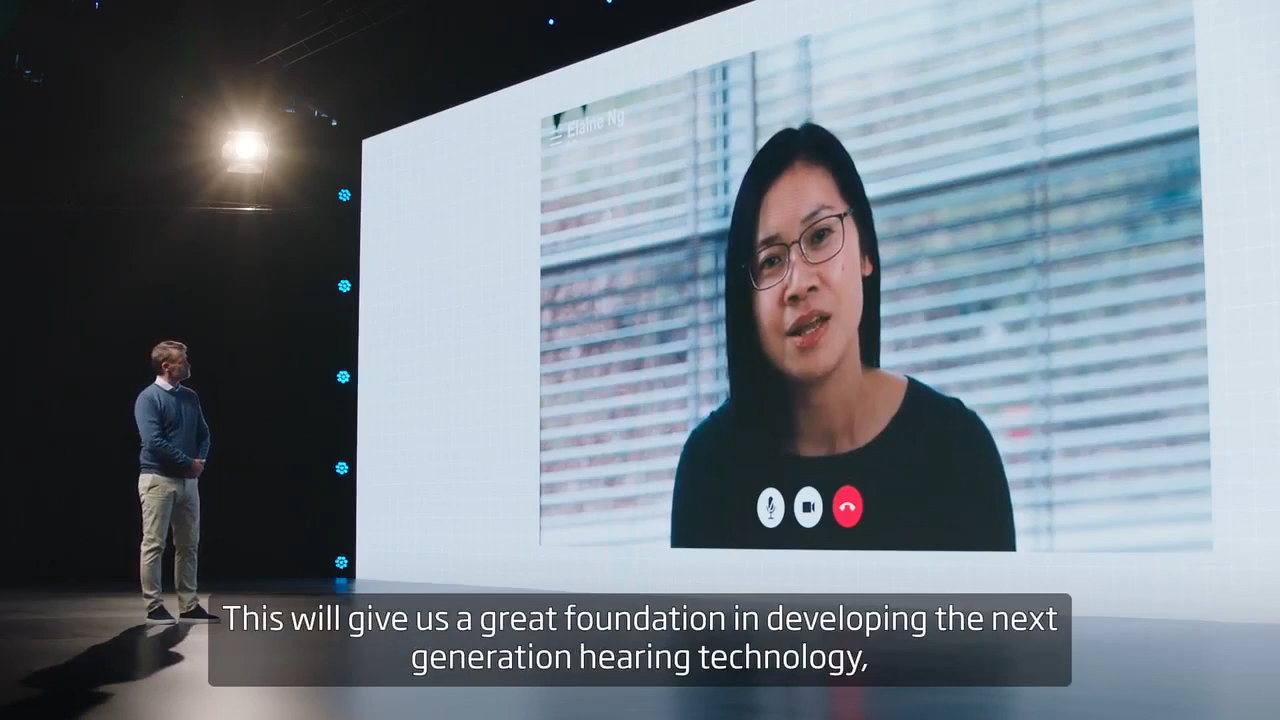 Elaine Ng
This will give us a great foundation in developing the next
generation hearing technology,